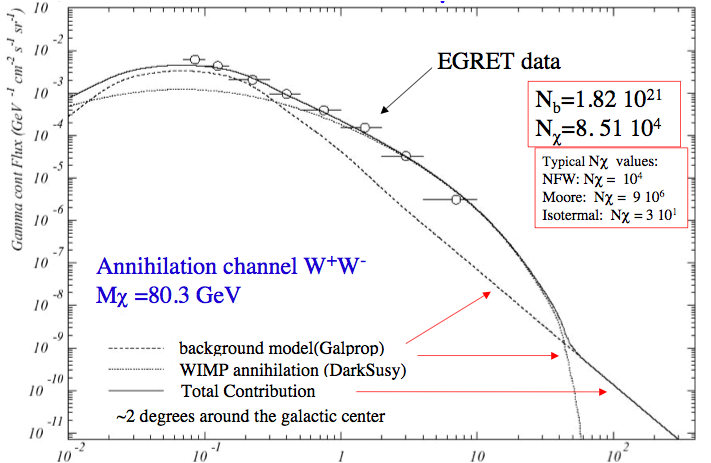 Gamma cont Flux (GeV ⁻¹ cm⁻² s⁻¹ sr⁻¹)
10
10 ⁻²
10 ⁻³
10 ⁻⁴
10 ⁻⁵
10 ⁻⁶
10 ⁻⁷
10 ⁻⁸
10 ⁻⁹
10 ⁻¹⁰
10 ⁻¹¹
EGRET data
N_b=1.82 10²¹
N_χ=8. 51 10⁴
Typical Nχ values:
NFW: Nχ = 10⁴
Moore: Nχ = 9 10⁶
Isotermal: Nχ = 3 10¹
Annihilation channel W⁺W⁻
Mχ =80.3 GeV
background model(Galprop)
WIMP annihilation (DarkSusy)
Total Contribution
~2 degrees around the galactic center
10 ⁻² 10 ⁻¹ 1 10 10 ²